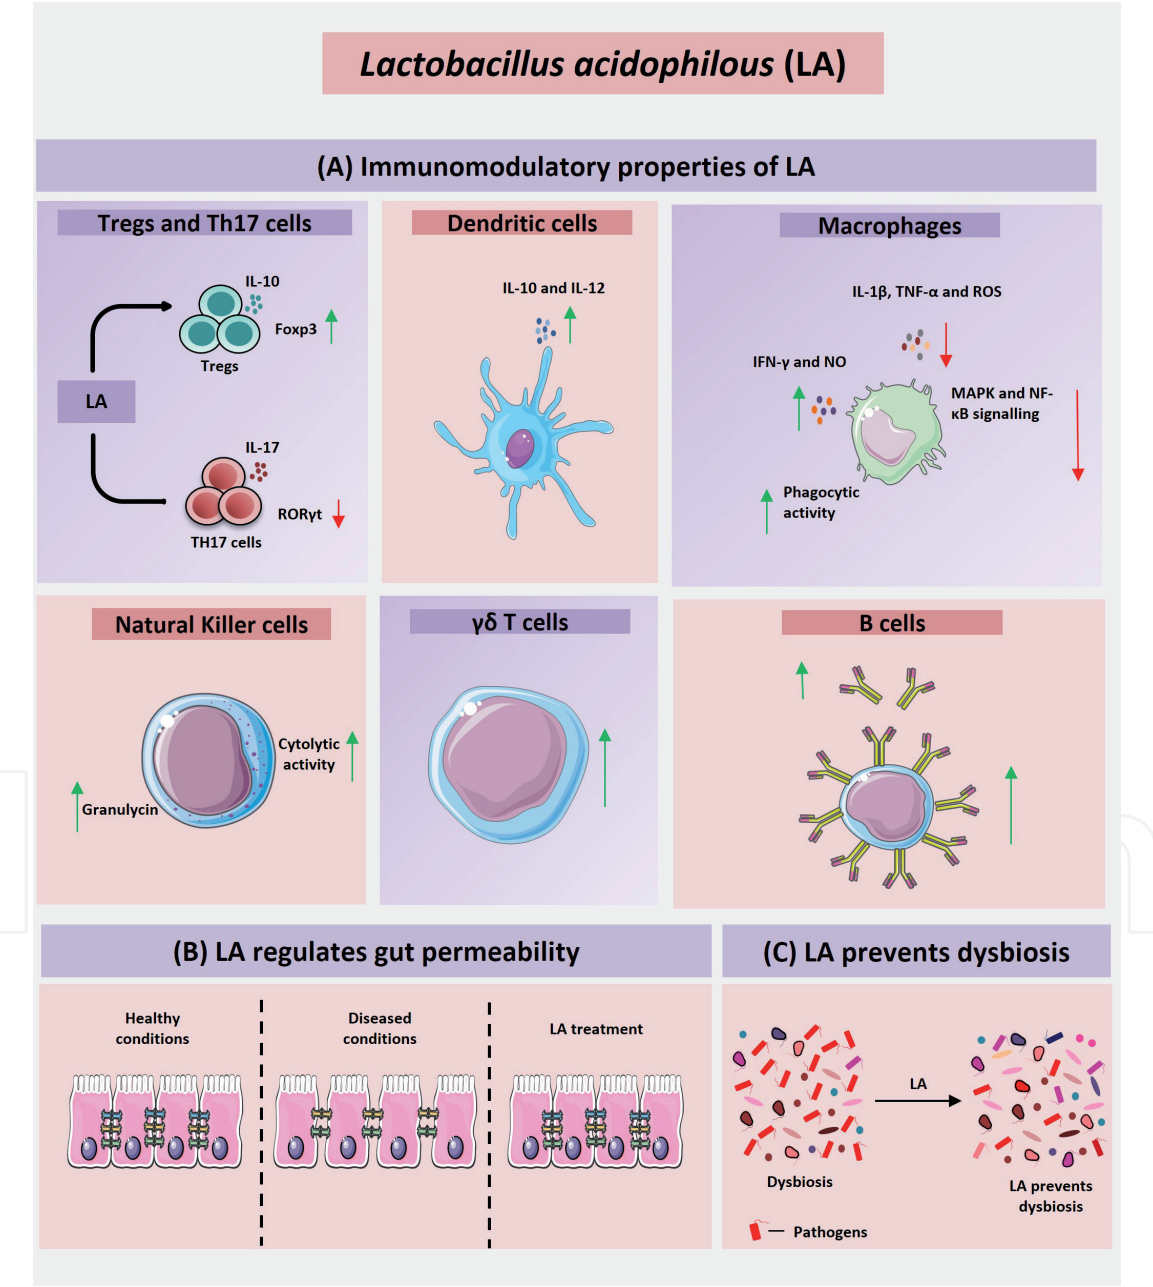 Lactobacillus acidophilous (LA)
(A) Immunomodulatory properties of LA
Tregs and Th17 cells
IL-10
Foxp3
Tregs
LA
IL-17
RORγt
TH17 cells
Dendritic cells
IL-10 and IL-12
Macrophages
IL-1β, TNF-α and ROS
IFN-γ and NO
MAPK and NF-
κB signalling
Phagocytic
activity
Natural Killer cells
Cytolytic
activity
Granulycin
γδ T cells
B cells
(B) LA regulates gut permeability
Healthy
conditions
Diseased
conditions
LA treatment
(C) LA prevents dysbiosis
LA
Dysbiosis
LA prevents
dysbiosis
Pathogens